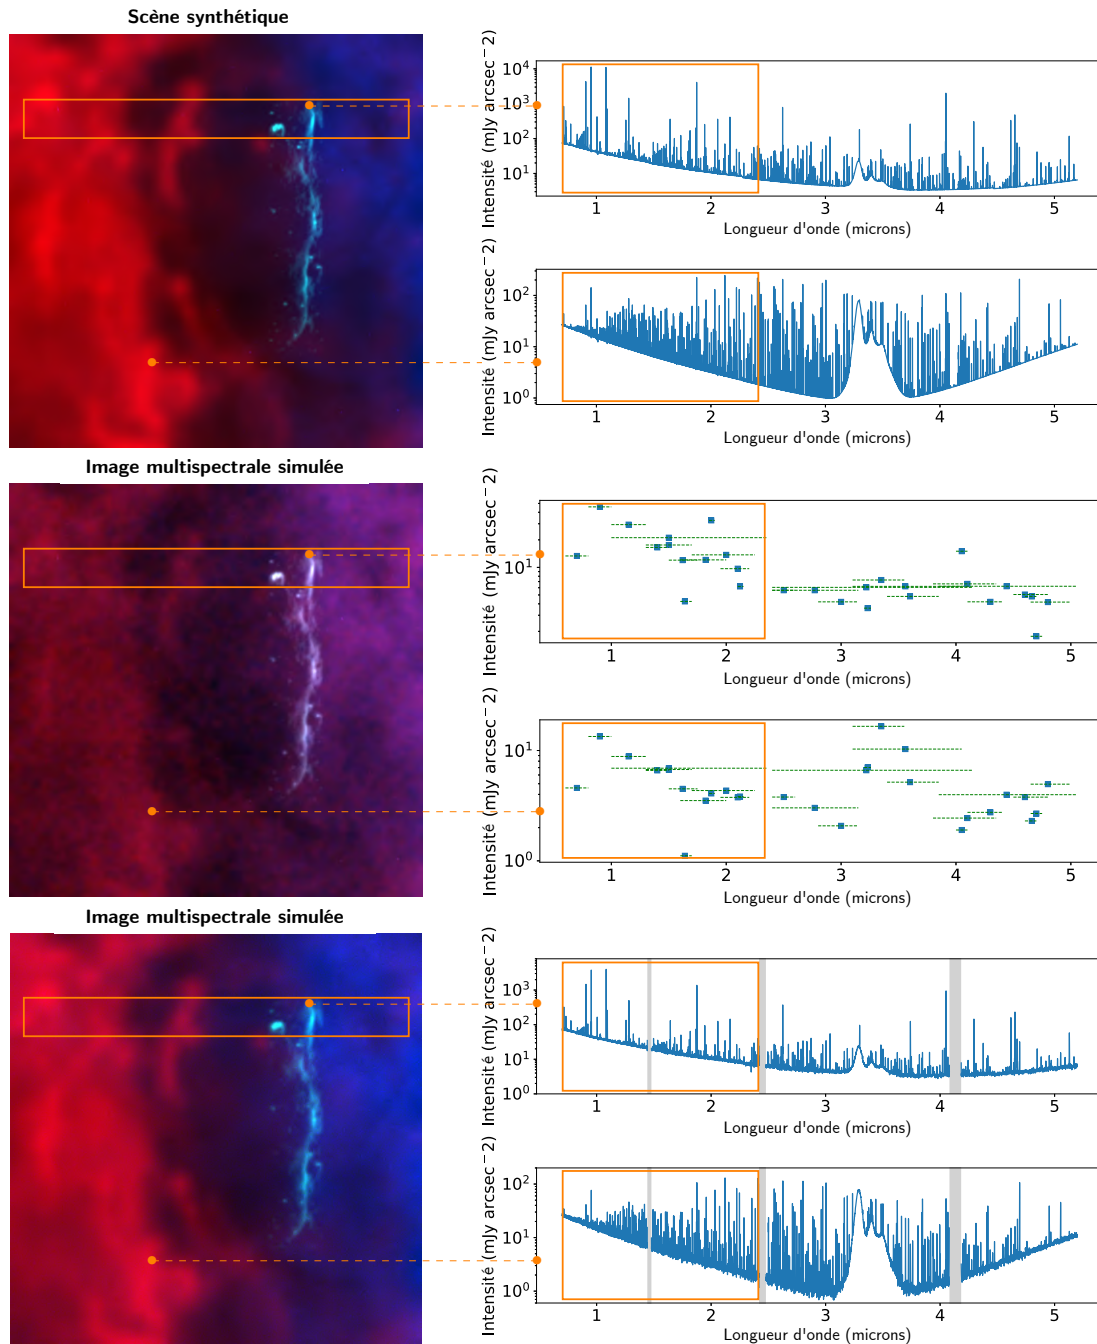 Scène synthétique
Intensité (mJy arcsec−2)
10^4
10^3
10^2
10^1
1 2 3 4 5
Longueur d'onde (microns)
Intensité (mJy arcsec−2)
10^2
10^1
10^0
1 2 3 4 5
Longueur d'onde (microns)
Image multispectrale simulée
Intensité (mJy arcsec−2)
10^1
1 2 3 4 5
Longueur d'onde (microns)
Intensité (mJy arcsec−2)
10^1
10^0
1 2 3 4 5
Longueur d'onde (microns)
Image multispectrale simulée
Intensité (mJy arcsec−2)
10^3
10^2
10^1
10^0
1 2 3 4 5
Longueur d'onde (microns)
Intensité (mJy arcsec−2)
10^2
10^1
10^0
1 2 3 4 5
Longueur d'onde (microns)